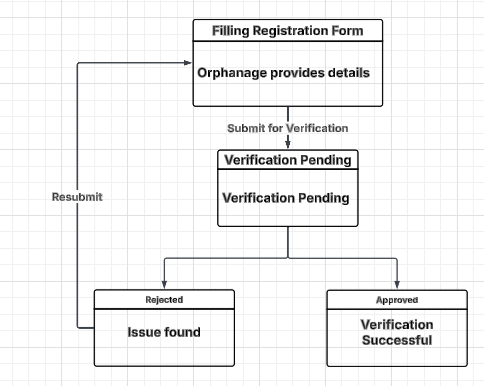 Filling Registration Form
Orphanage provides details
Submit for Verification
Verification Pending
Verification Pending
Resubmit
Rejected
Issue found
Approved
Verification
Successful